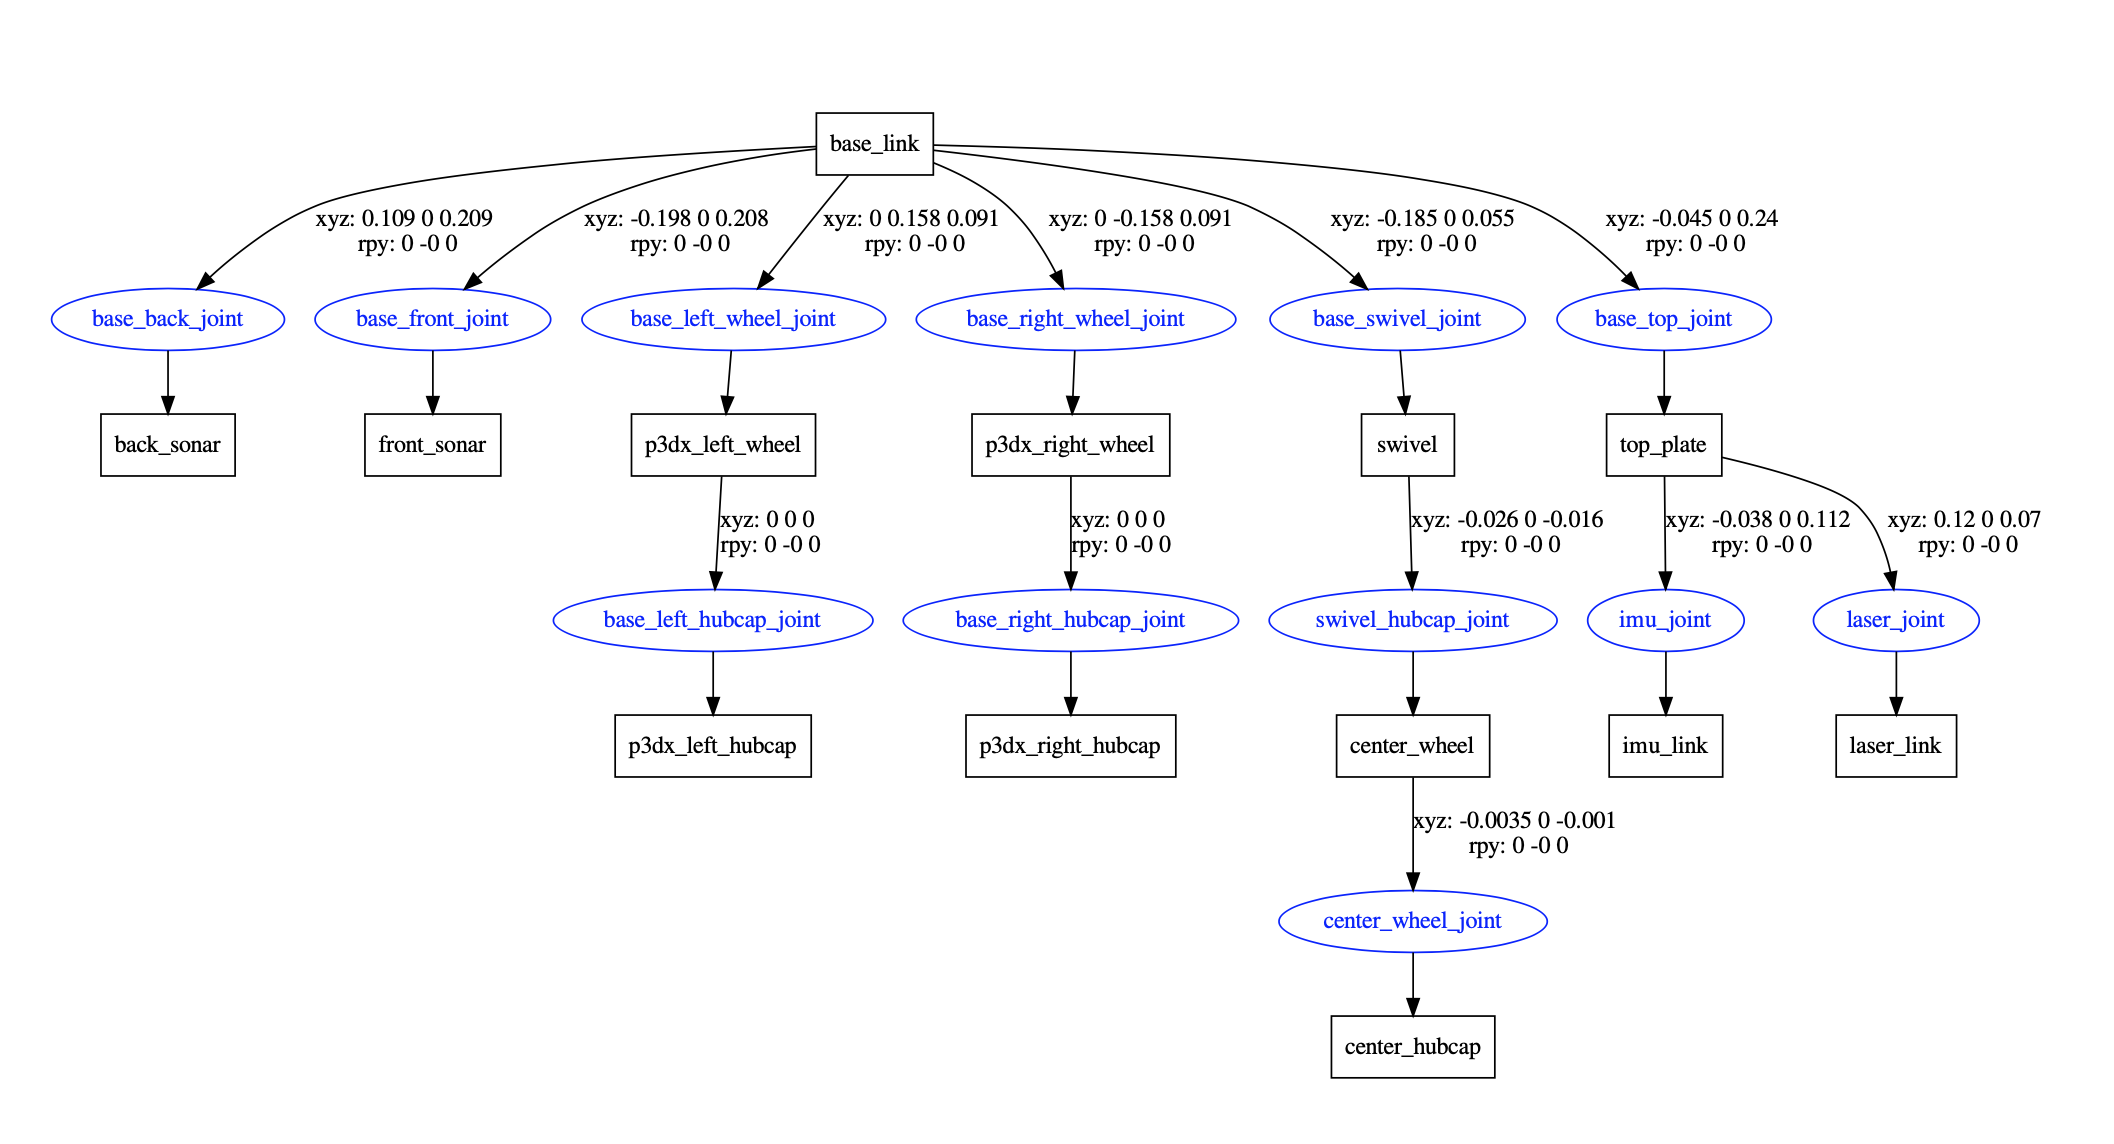 base_link
xyz: 0.109 0 0.209
rpy: 0 -0 0
xyz: -0.198 0 0.208
rpy: 0 -0 0
xyz: 0 0.158 0.091
rpy: 0 -0 0
xyz: 0 -0.158 0.091
rpy: 0 -0 0
xyz: -0.185 0 0.055
rpy: 0 -0 0
xyz: -0.045 0 0.24
rpy: 0 -0 0
base_back_joint
base_front_joint
base_left_wheel_joint
base_right_wheel_joint
base_swivel_joint
base_top_joint
back_sonar
front_sonar
p3dx_left_wheel
p3dx_right_wheel
swivel
top_plate
xyz: 0 0 0
rpy: 0 -0 0
xyz: 0 0 0
rpy: 0 -0 0
xyz: -0.026 0 -0.016
rpy: 0 -0 0
xyz: -0.038 0 0.112
rpy: 0 -0 0
xyz: 0.12 0 0.07
rpy: 0 -0 0
base_left_hubcap_joint
base_right_hubcap_joint
swivel_hubcap_joint
imu_joint
laser_joint
p3dx_left_hubcap
p3dx_right_hubcap
center_wheel
imu_link
laser_link
xyz: -0.0035 0 -0.001
rpy: 0 -0 0
center_wheel_joint
center_hubcap